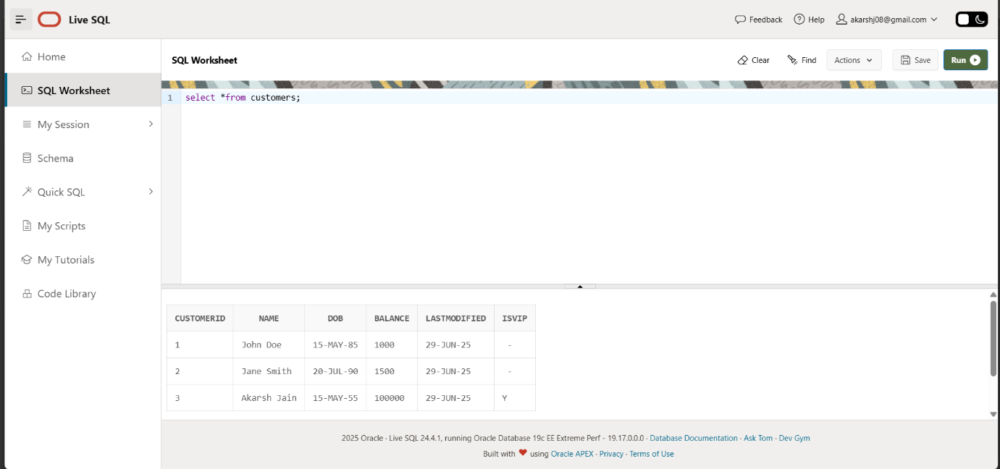 Live SQL
Feedback Help akarshj08@gmail.com
Home
SQL Worksheet
My Session
Schema
Quick SQL
My Scripts
My Tutorials
Code Library
SQL Worksheet
Clear Find Actions Save Run
1 select *from customers;
CUSTOMERID NAME DOB BALANCE LASTMODIFIED ISVIP
1 John Doe 15-MAY-85 1000 29-JUN-25 -
2 Jane Smith 20-JUL-90 1500 29-JUN-25 -
3 Akarsh Jain 15-MAY-55 100000 29-JUN-25 Y
2025 Oracle · Live SQL 24.4.1, running Oracle Database 19c EE Extreme Perf - 19.17.0.0.0 · Database Documentation · Ask Tom · Dev Gym
Built with ❤ using Oracle APEX · Privacy · Terms of Use